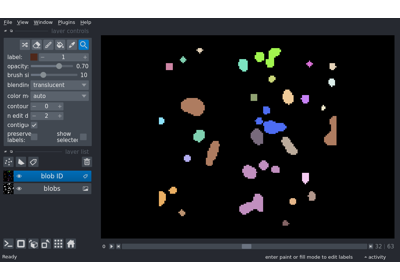 File View Window Plugins Help
layer controls
label: 1
opacity: 0.70
brush si 10
blending translucent
color m auto
contour 0
n edit d 2
contigu
preserve labels: show selected
layer list
blob ID
blobs
32 63
Ready enter paint or fill mode to edit labels activity